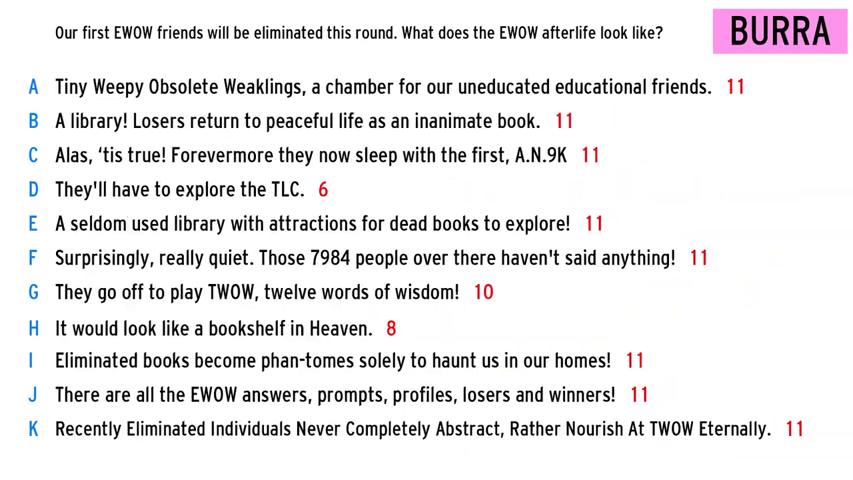 Our first EWOW friends will be eliminated this round. What does the EWOW afterlife look like?
BURRA
A Tiny Weepy Obsolete Weaklings, a chamber for our uneducated educational friends. 11
B A library! Losers return to peaceful life as an inanimate book. 11
C Alas, ‘tis true! Forevermore they now sleep with the first, A.N.9K 11
D They'll have to explore the TLC. 6
E A seldom used library with attractions for dead books to explore! 11
F Surprisingly, really quiet. Those 7984 people over there haven't said anything! 11
G They go off to play TWOW, twelve words of wisdom! 10
H It would look like a bookshelf in Heaven. 8
I Eliminated books become phan-tomes solely to haunt us in our homes! 11
J There are all the EWOW answers, prompts, profiles, losers and winners! 11
K Recently Eliminated Individuals Never Completely Abstract, Rather Nourish At TWOW Eternally. 11